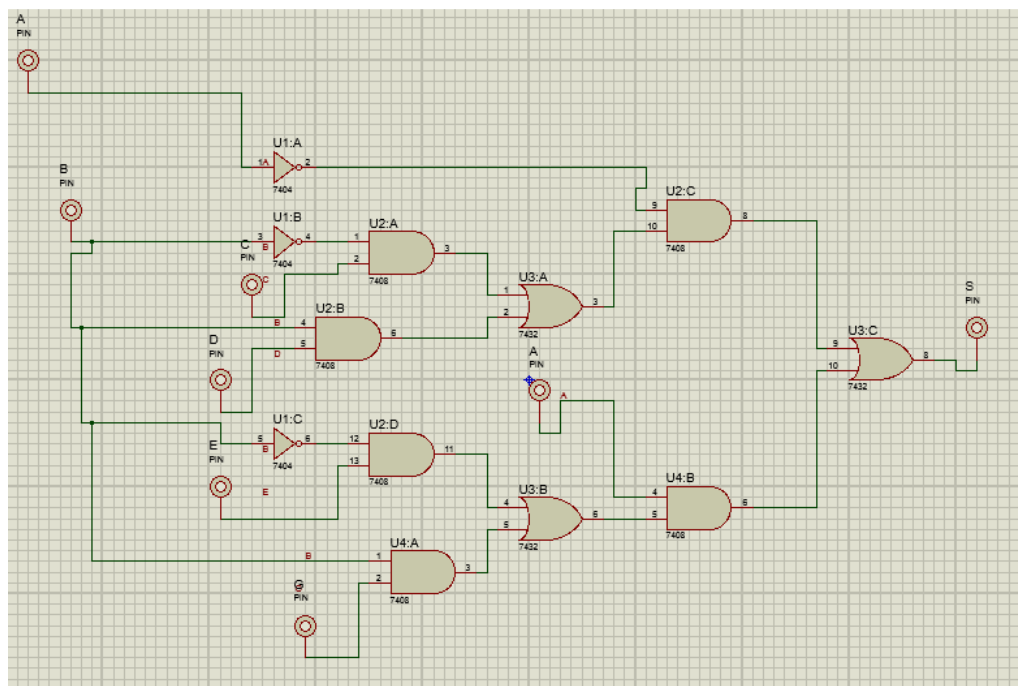 A
PIN
U1:A
1 A 2
7404
B
PIN
U2:C
9
8
10
7408
U1:B
3 B 4
7404
U2:A
1
3
2
7408
C
PIN
C
U3:A
1
3
2
7432
S
PIN
U2:B
B 4
6
D 5
7408
D
PIN
U3:C
9
8
10
7432
A
PIN
A
U1:C
5 B 6
7404
U2:D
12
11
13
7408
E
PIN
E
U3:B
4
6
5
7432
U4:B
4
6
5
7408
U4:A
B 1
3
2
7408
G
PIN